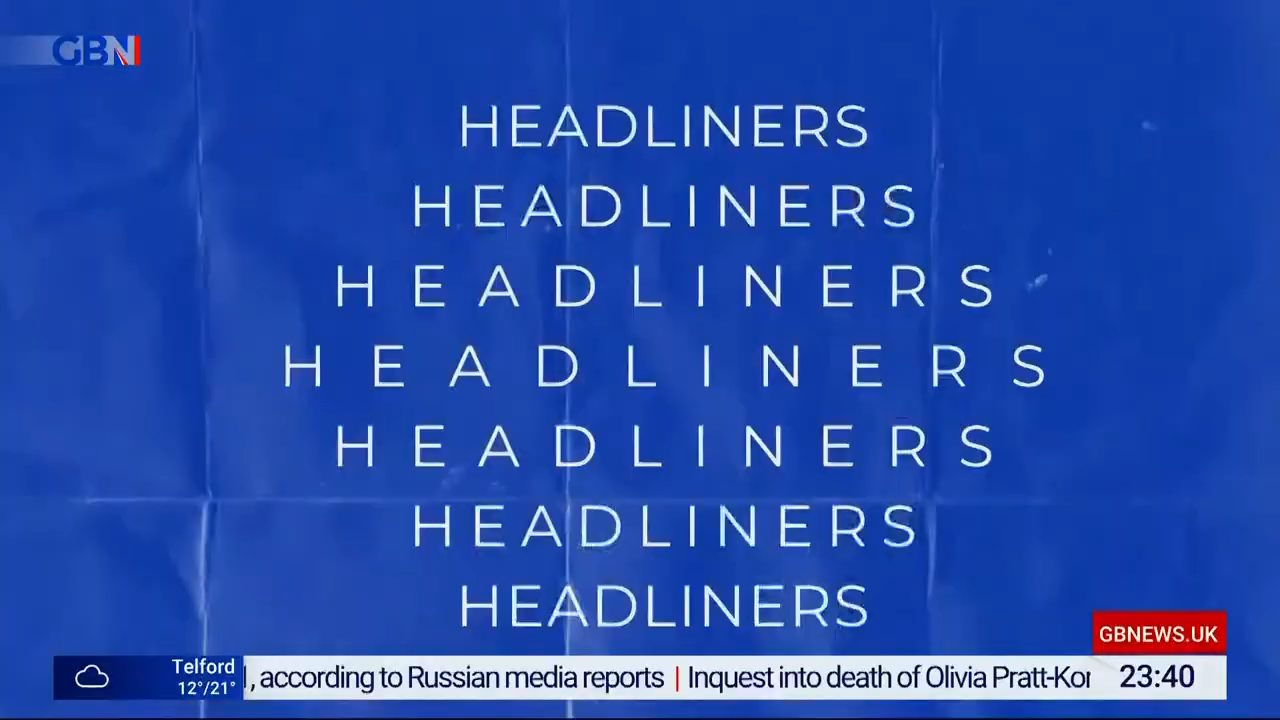 GBN
HEADLINERS
HEADLINERS
HEADLINERS
HEADLINERS
HEADLINERS
HEADLINERS
HEADLINERS
GBNEWS.UK
Telford
12°/21°
, according to Russian media reports | Inquest into death of Olivia Pratt-Kor
23:40